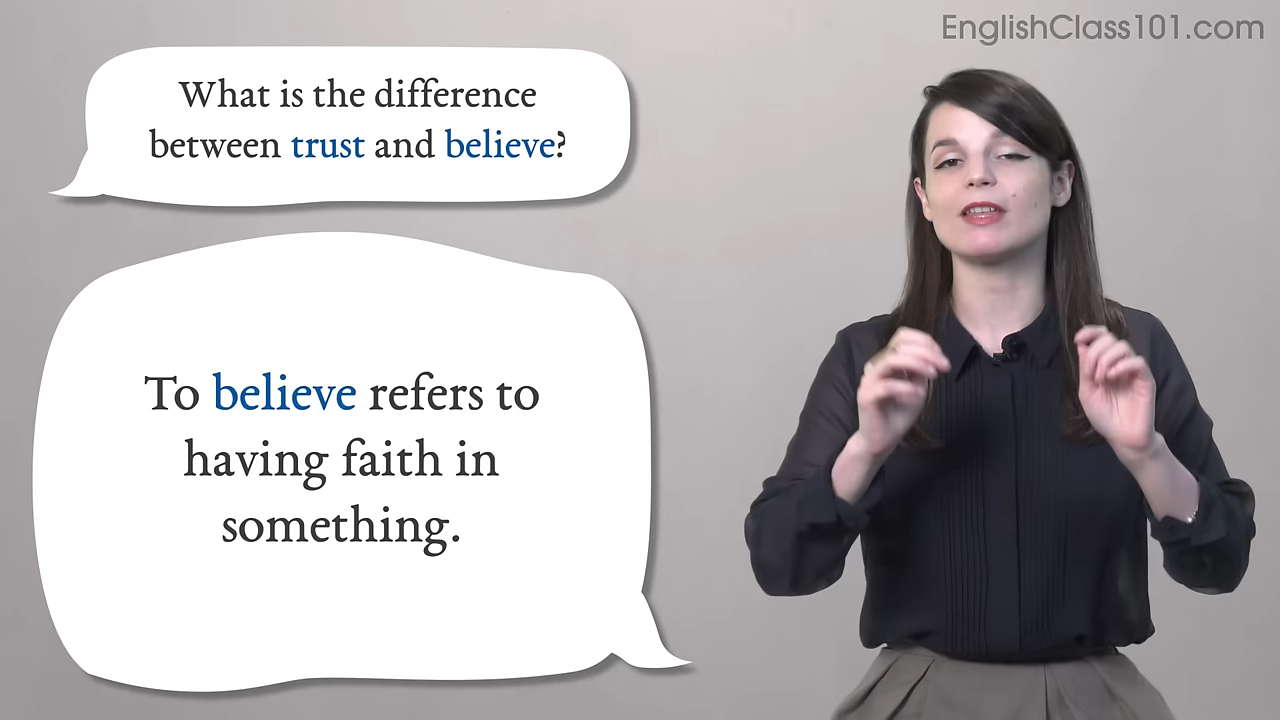 EnglishClass101.com
What is the difference
between trust and believe?
To believe refers to
having faith in
something.